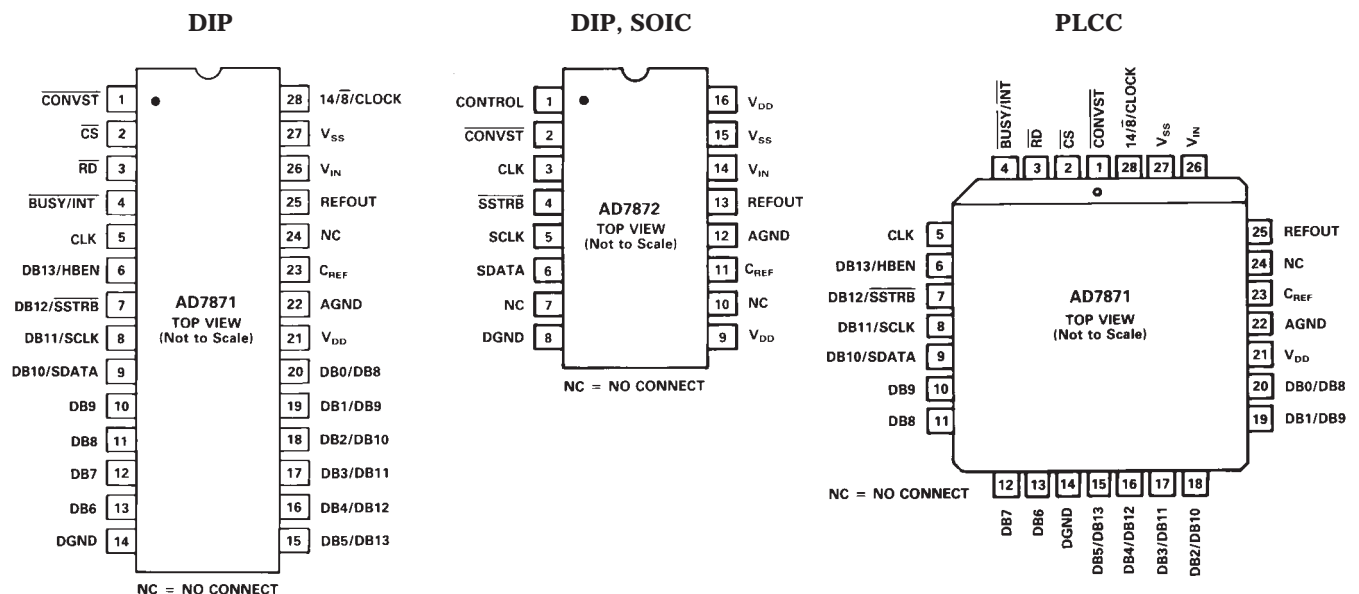 DIP
CONVST 1
CS 2
RD 3
BUSY/INT 4
CLK 5
DB13/HBEN 6
DB12/SSTRB 7
DB11/SCLK 8
DB10/SDATA 9
DB9 10
DB8 11
DB7 12
DB6 13
DGND 14
AD7871
TOP VIEW
(Not to Scale)
28 14/8/CLOCK
27 VSS
26 VIN
25 REFOUT
24 NC
23 CREF
22 AGND
21 VDD
20 DB0/DB8
19 DB1/DB9
18 DB2/DB10
17 DB3/DB11
16 DB4/DB12
15 DB5/DB13
NC = NO CONNECT
DIP, SOIC
CONTROL 1
CONVST 2
CLK 3
SSTRB 4
SCLK 5
SDATA 6
NC 7
DGND 8
AD7872
TOP VIEW
(Not to Scale)
16 VDD
15 VSS
14 VIN
13 REFOUT
12 AGND
11 CREF
10 NC
9 VDD
NC = NO CONNECT
PLCC
BUSY/INT 4
RD 3
CS 2
CONVST 1
14/8/CLOCK 28
VSS 27
VIN 26
CLK 5
DB13/HBEN 6
DB12/SSTRB 7
DB11/SCLK 8
DB10/SDATA 9
DB9 10
DB8 11
AD7871
TOP VIEW
(Not to Scale)
25 REFOUT
24 NC
23 CREF
22 AGND
21 VDD
20 DB0/DB8
19 DB1/DB9
12 DB7
13 DB6
14 DGND
15 DB5/DB13
16 DB4/DB12
17 DB3/DB11
18 DB2/DB10
NC = NO CONNECT